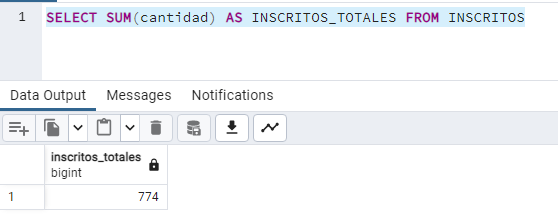 1 SELECT SUM(cantidad) AS INSCRITOS_TOTALES FROM INSCRITOS
Data Output Messages Notifications
inscritos_totales
bigint
1 774